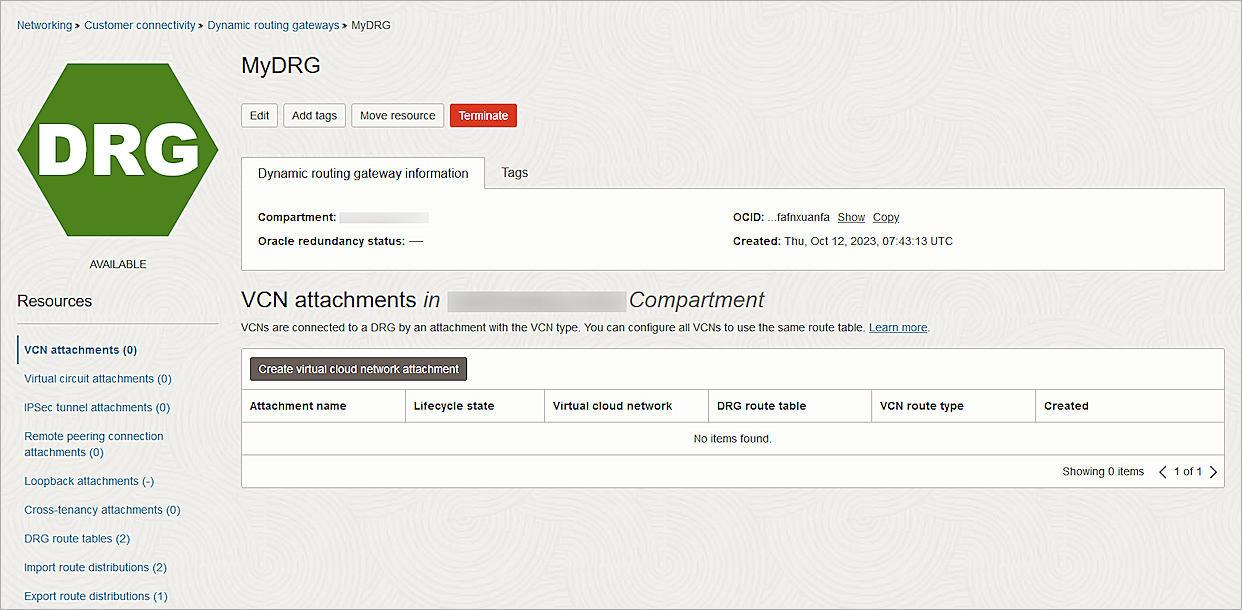 Networking » Customer connectivity » Dynamic routing gateways » MyDRG
DRG
AVAILABLE
MyDRG
Edit Add tags Move resource Terminate
Dynamic routing gateway information Tags
Compartment:
OCID: ...fafnxuanfa Show Copy
Oracle redundancy status: —
Created: Thu, Oct 12, 2023, 07:43:13 UTC
Resources
VCN attachments (0)
Virtual circuit attachments (0)
IPSec tunnel attachments (0)
Remote peering connection
attachments (0)
Loopback attachments (-)
Cross-tenancy attachments (0)
DRG route tables (2)
Import route distributions (2)
Export route distributions (1)
VCN attachments in Compartment
VCNs are connected to a DRG by an attachment with the VCN type. You can configure all VCNs to use the same route table. Learn more.
Create virtual cloud network attachment
Attachment name Lifecycle state Virtual cloud network DRG route table VCN route type Created
No items found.
Showing 0 items < 1 of 1 >